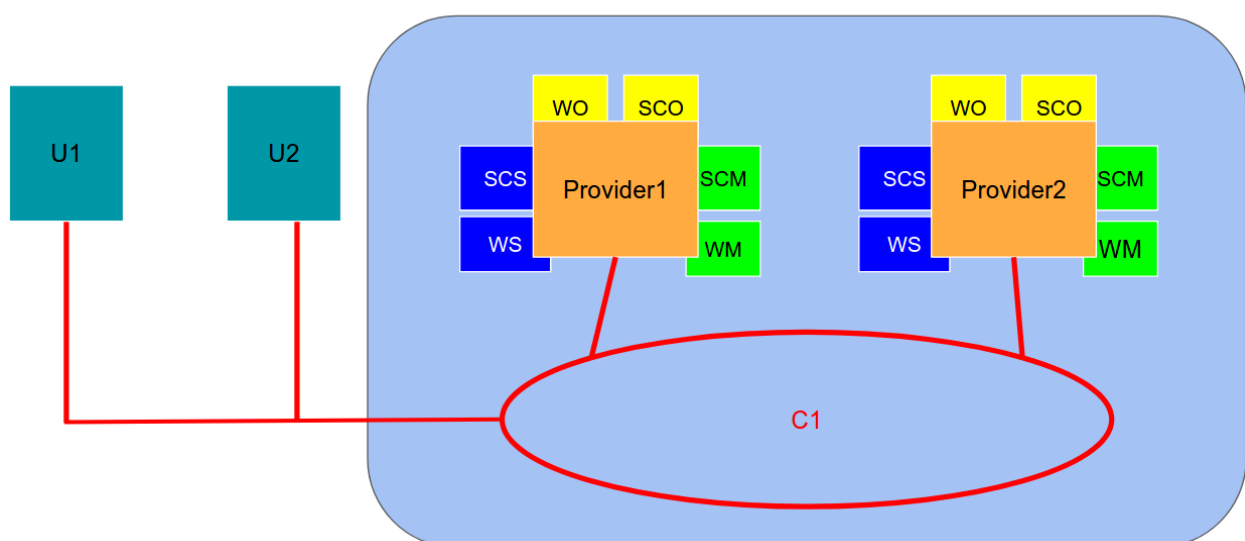 WO SCO WO SCO
U1 U2 SCS Provider1 SCM SCS Provider2 SCM
WS WM WS WM
C1